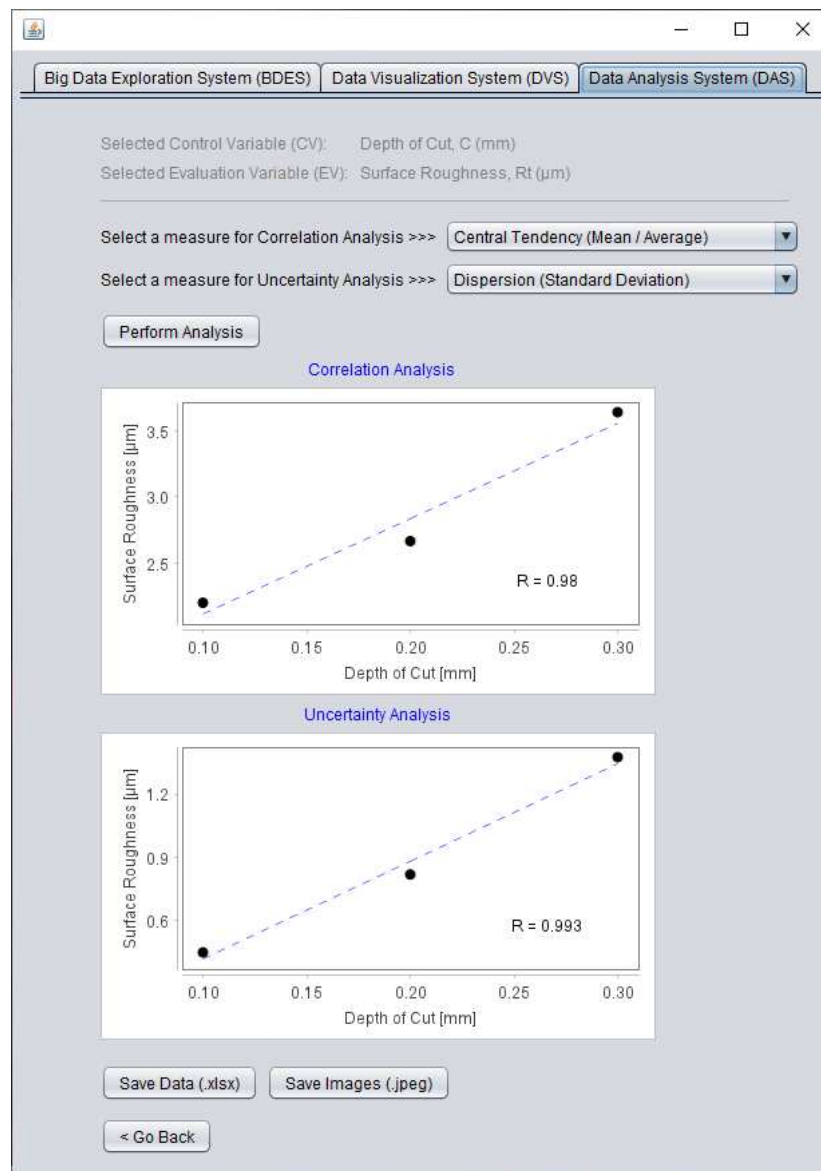 Big Data Exploration System (BDES) Data Visualization System (DVS) Data Analysis System (DAS)
Selected Control Variable (CV): Depth of Cut, C (mm)
Selected Evaluation Variable (EV): Surface Roughness, Rt (µm)
Select a measure for Correlation Analysis >>> Central Tendency (Mean / Average)
Select a measure for Uncertainty Analysis >>> Dispersion (Standard Deviation)
Perform Analysis
Correlation Analysis
Surface Roughness [µm]
3.5
3.0
2.5
R = 0.98
0.10 0.15 0.20 0.25 0.30
Depth of Cut [mm]
Uncertainty Analysis
Surface Roughness [µm]
1.2
0.9
0.6
R = 0.993
0.10 0.15 0.20 0.25 0.30
Depth of Cut [mm]
Save Data (.xlsx) Save Images (.jpeg)
< Go Back